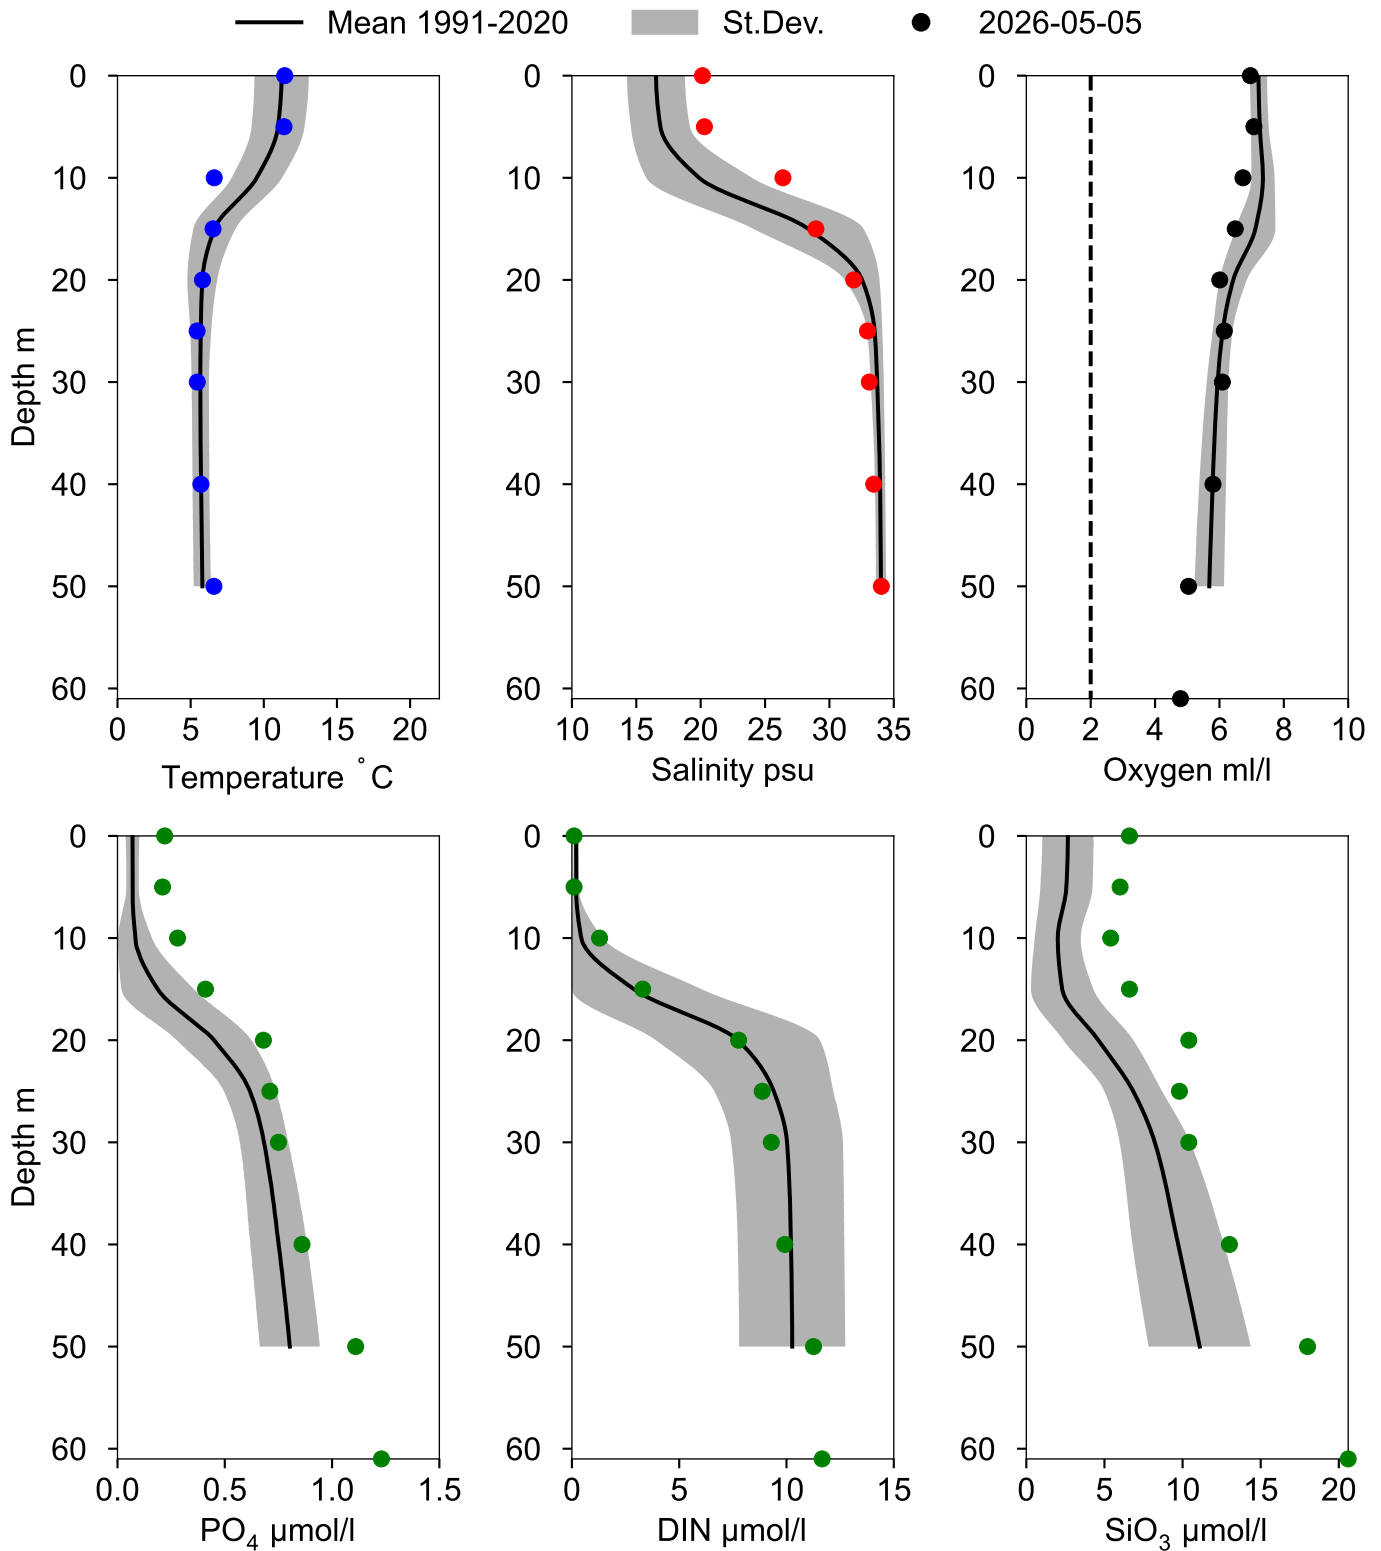 Mean 1991-2020 St.Dev. 2026-05-05
0 0 0
10 10 10
20 20 20
30 30 30
40 40 40
50 50 50
60 60 60
Depth m
0 5 10 15 20 10 15 20 25 30 35 0 2 4 6 8 10
Temperature °C Salinity psu Oxygen ml/l
0 0 0
10 10 10
20 20 20
30 30 30
40 40 40
50 50 50
60 60 60
Depth m
0.0 0.5 1.0 1.5 0 5 10 15 0 5 10 15 20
PO₄ µmol/l DIN µmol/l SiO₃ µmol/l